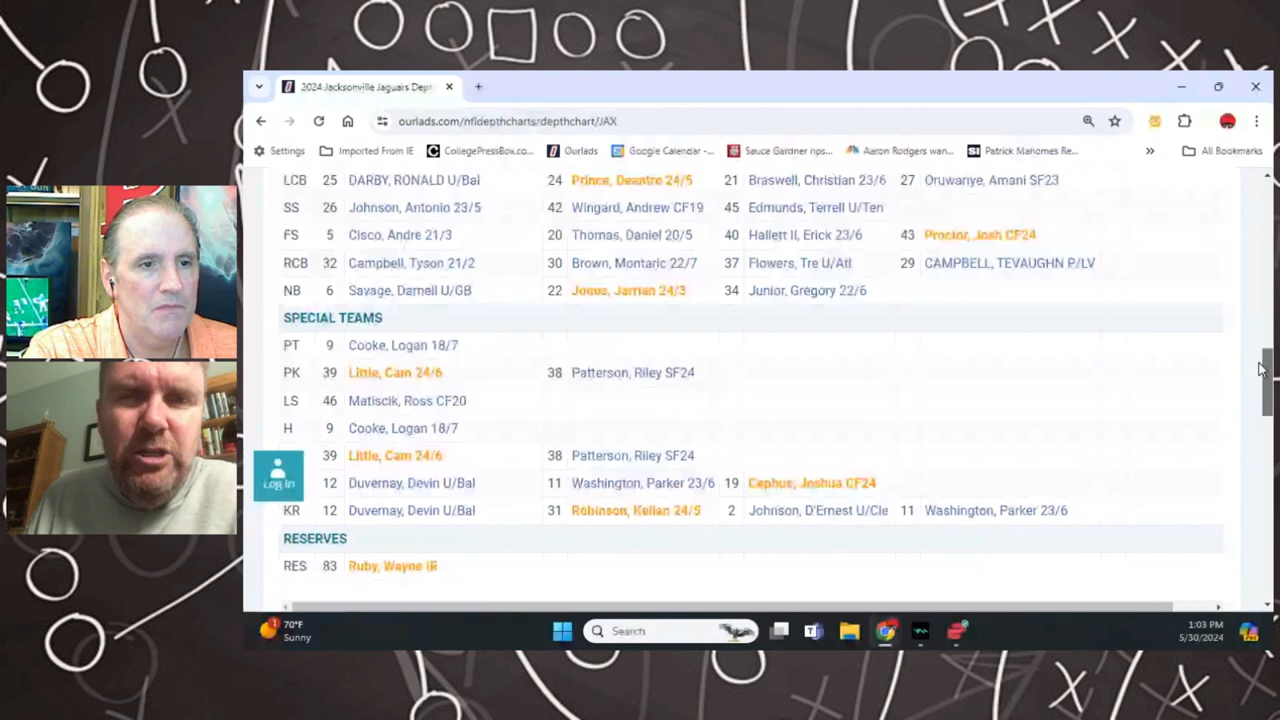 2024 Jacksonville Jaguars Dept
ourlads.com/nfldepthcharts/depthchart/JAX
Settings Imported From IE CollegePressBox.co... Ourlads Google Calendar -... Sauce Gardner rips... Aaron Rodgers wan... Patrick Mahomes Re... » All Bookmarks
LCB 25 DARBY, RONALD U/Bal 24 Prince, Deantre 24/5 21 Braswell, Christian 23/6 27 Oruwariye, Amani SF23
SS 26 Johnson, Antonio 23/5 42 Wingard, Andrew CF19 45 Edmunds, Terrell U/Ten
FS 5 Cisco, Andre 21/3 20 Thomas, Daniel 20/5 40 Hallett II, Erick 23/6 43 Proctor, Josh CF24
RCB 32 Campbell, Tyson 21/2 30 Brown, Montaric 22/7 37 Flowers, Tre U/Atl 29 CAMPBELL, TEVAUGHN P/LV
NB 6 Savage, Darnell U/GB 22 Jones, Jarrian 24/3 34 Junior, Gregory 22/6
SPECIAL TEAMS
PT 9 Cooke, Logan 18/7
PK 39 Little, Cam 24/6 38 Patterson, Riley SF24
LS 46 Matiscik, Ross CF20
H 9 Cooke, Logan 18/7
39 Little, Cam 24/6 38 Patterson, Riley SF24
Log In
12 Duvernay, Devin U/Bal 11 Washington, Parker 23/6 19 Cephus, Joshua CF24
KR 12 Duvernay, Devin U/Bal 31 Robinson, Keilan 24/5 2 Johnson, D'Ernest U/Cle 11 Washington, Parker 23/6
RESERVES
RES 83 Ruby, Wayne IR
1 70°F
Sunny
Search
1:03 PM
5/30/2024